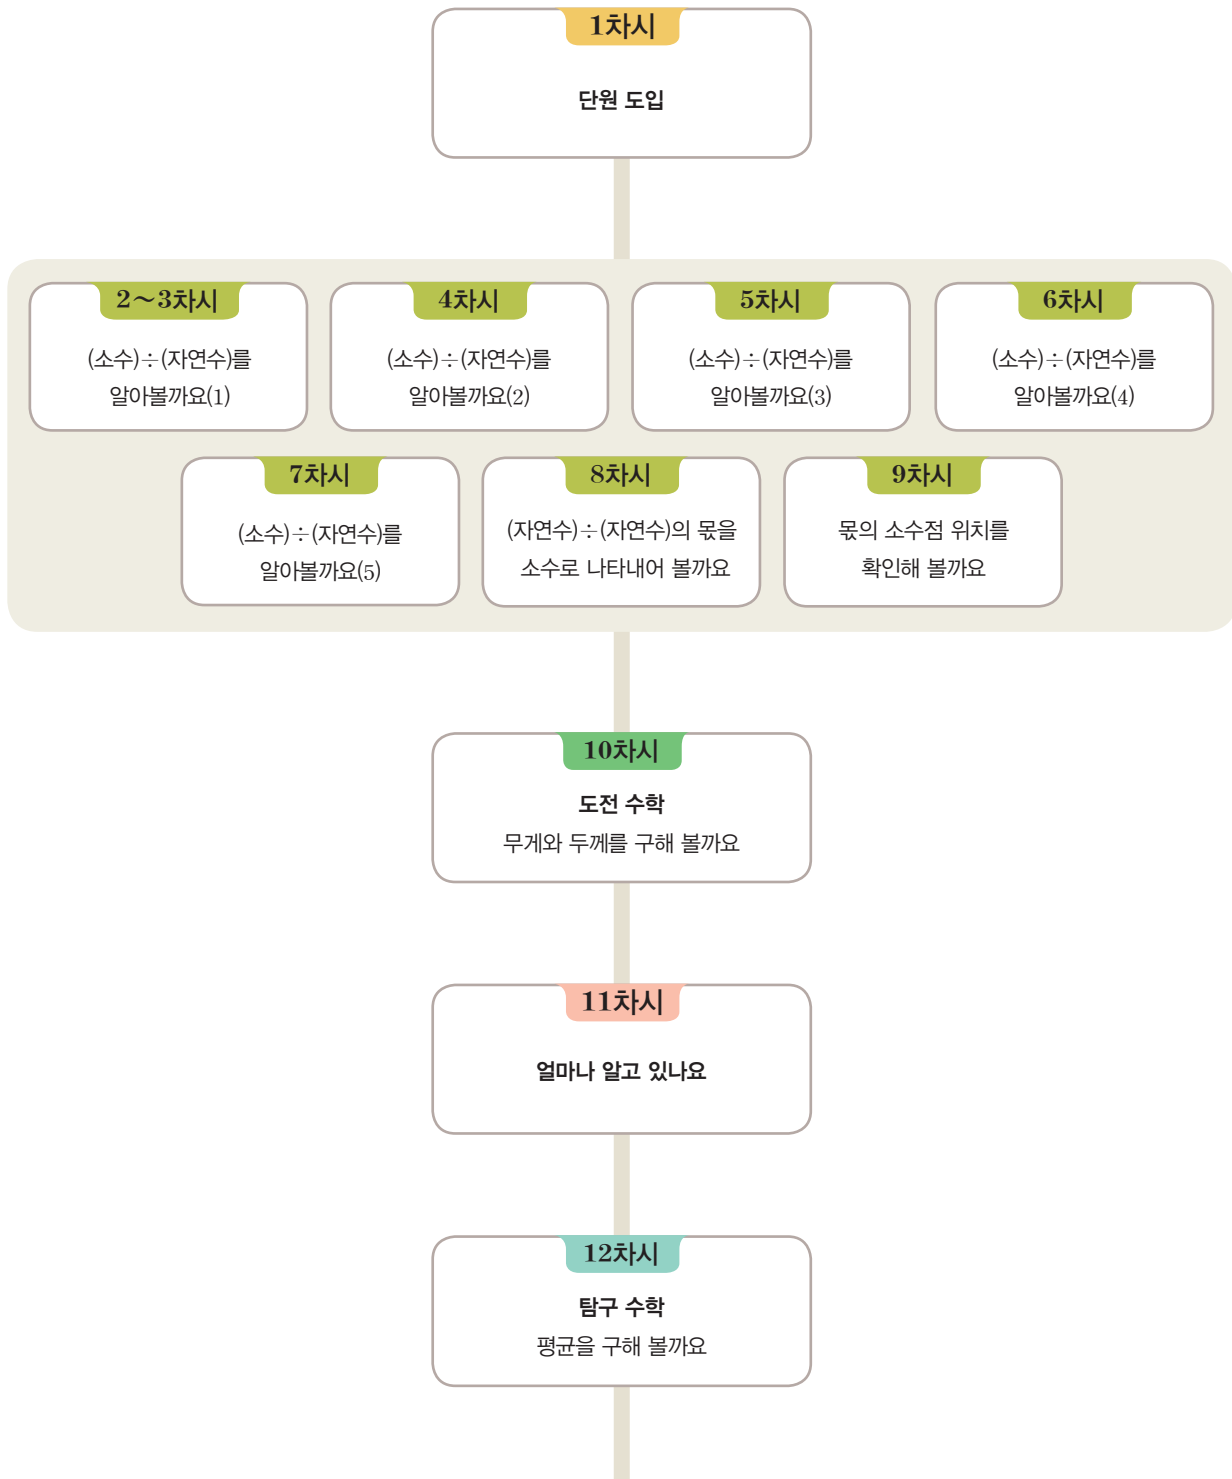 1차시
단원 도입
2~3차시
(소수)÷(자연수)를
알아볼까요(1)
4차시
(소수)÷(자연수)를
알아볼까요(2)
5차시
(소수)÷(자연수)를
알아볼까요(3)
6차시
(소수)÷(자연수)를
알아볼까요(4)
7차시
(소수)÷(자연수)를
알아볼까요(5)
8차시
(자연수)÷(자연수)의 몫을
소수로 나타내어 볼까요
9차시
몫의 소수점 위치를
확인해 볼까요
10차시
도전 수학
무게와 두께를 구해 볼까요
11차시
얼마나 알고 있나요
12차시
탐구 수학
평균을 구해 볼까요